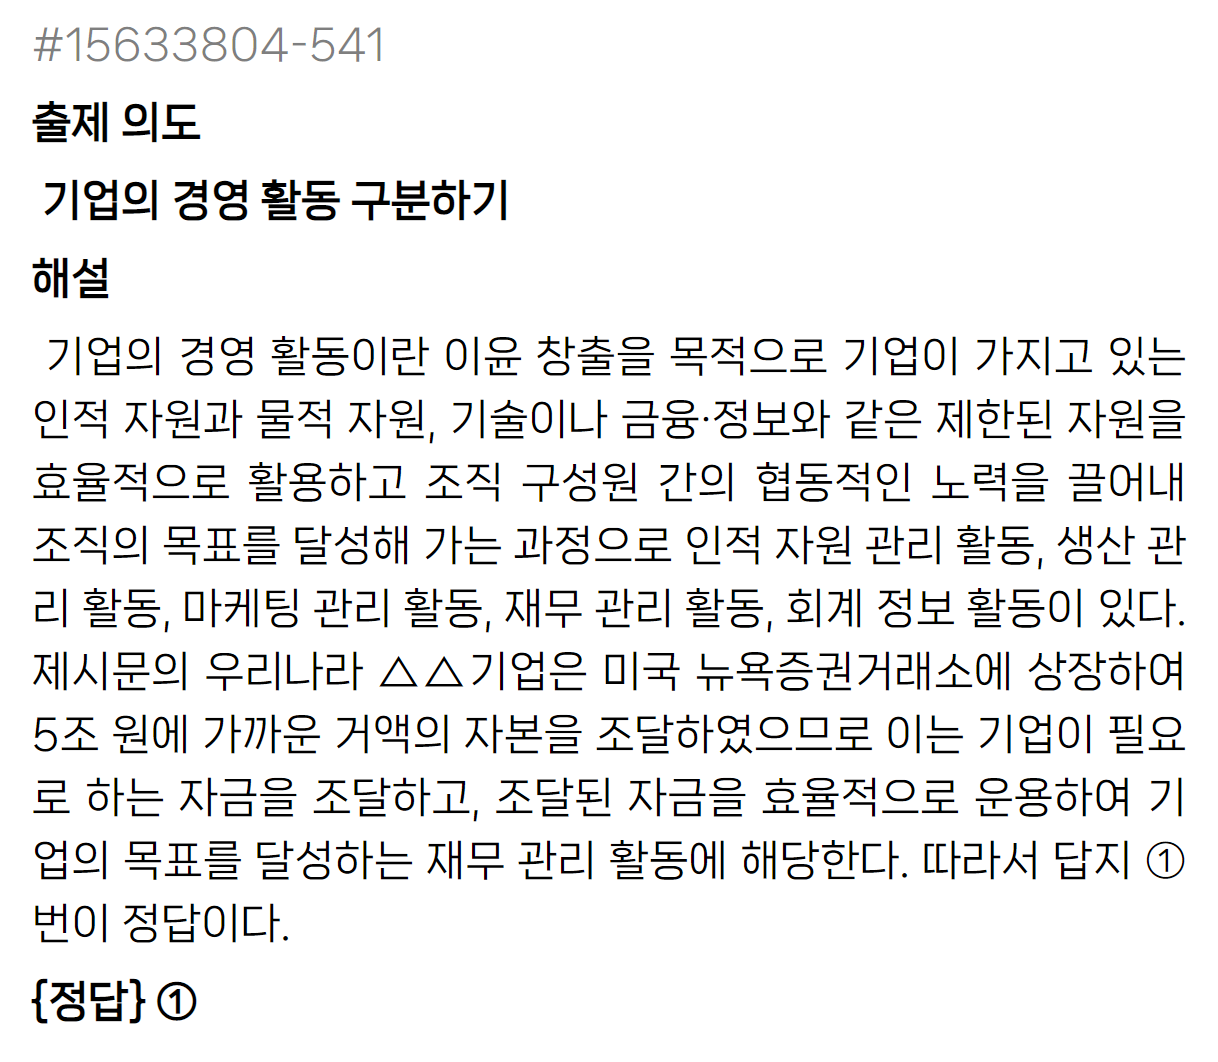 #15633804-541
출제 의도
기업의 경영 활동 구분하기
해설
기업의 경영 활동이란 이윤 창출을 목적으로 기업이 가지고 있는
인적 자원과 물적 자원, 기술이나 금융·정보와 같은 제한된 자원을
효율적으로 활용하고 조직 구성원 간의 협동적인 노력을 끌어내
조직의 목표를 달성해 가는 과정으로 인적 자원 관리 활동, 생산 관
리 활동, 마케팅 관리 활동, 재무 관리 활동, 회계 정보 활동이 있다.
제시문의 우리나라 △△기업은 미국 뉴욕증권거래소에 상장하여
5조 원에 가까운 거액의 자본을 조달하였으므로 이는 기업이 필요
로 하는 자금을 조달하고, 조달된 자금을 효율적으로 운용하여 기
업의 목표를 달성하는 재무 관리 활동에 해당한다. 따라서 답지 ①
번이 정답이다.
{정답} ①